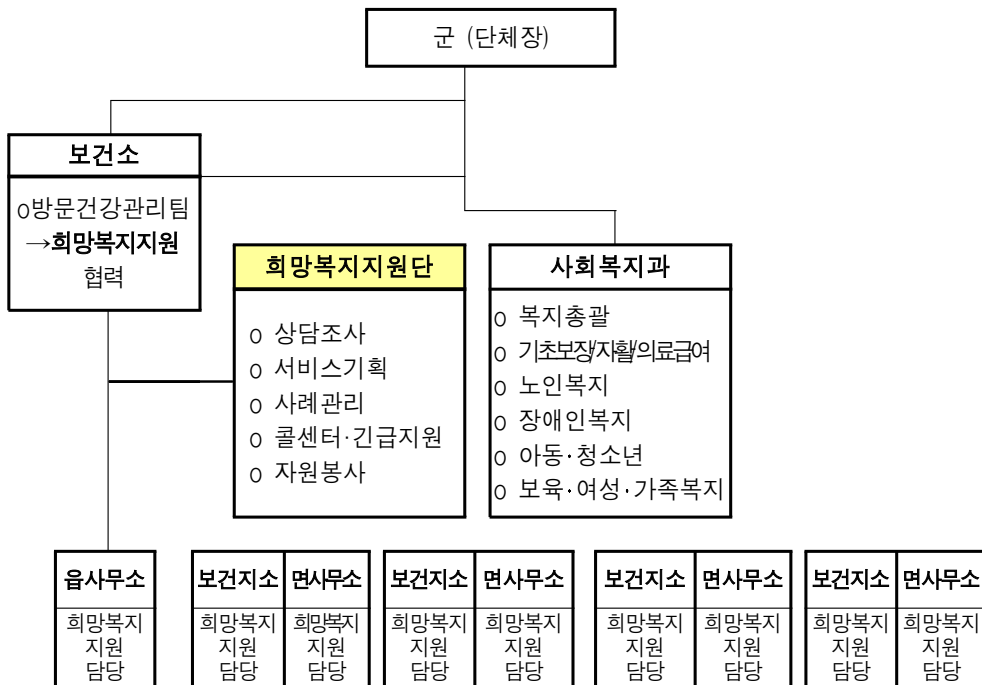 군 (단체장)
보건소
o방문건강관리팀
→희망복지지원
협력
희망복지지원단
o 상담조사
o 서비스기획
o 사례관리
o 콜센터·긴급지원
o 자원봉사
사회복지과
o 복지총괄
o 기초보장/자활/의료급여
o 노인복지
o 장애인복지
o 아동·청소년
o 보육·여성·가족복지
읍사무소
희망복지
지원
담당
보건지소
희망복지
지원
담당
면사무소
희망복지
지원
담당
보건지소
희망복지
지원
담당
면사무소
희망복지
지원
담당
보건지소
희망복지
지원
담당
면사무소
희망복지
지원
담당
보건지소
희망복지
지원
담당
면사무소
희망복지
지원
담당